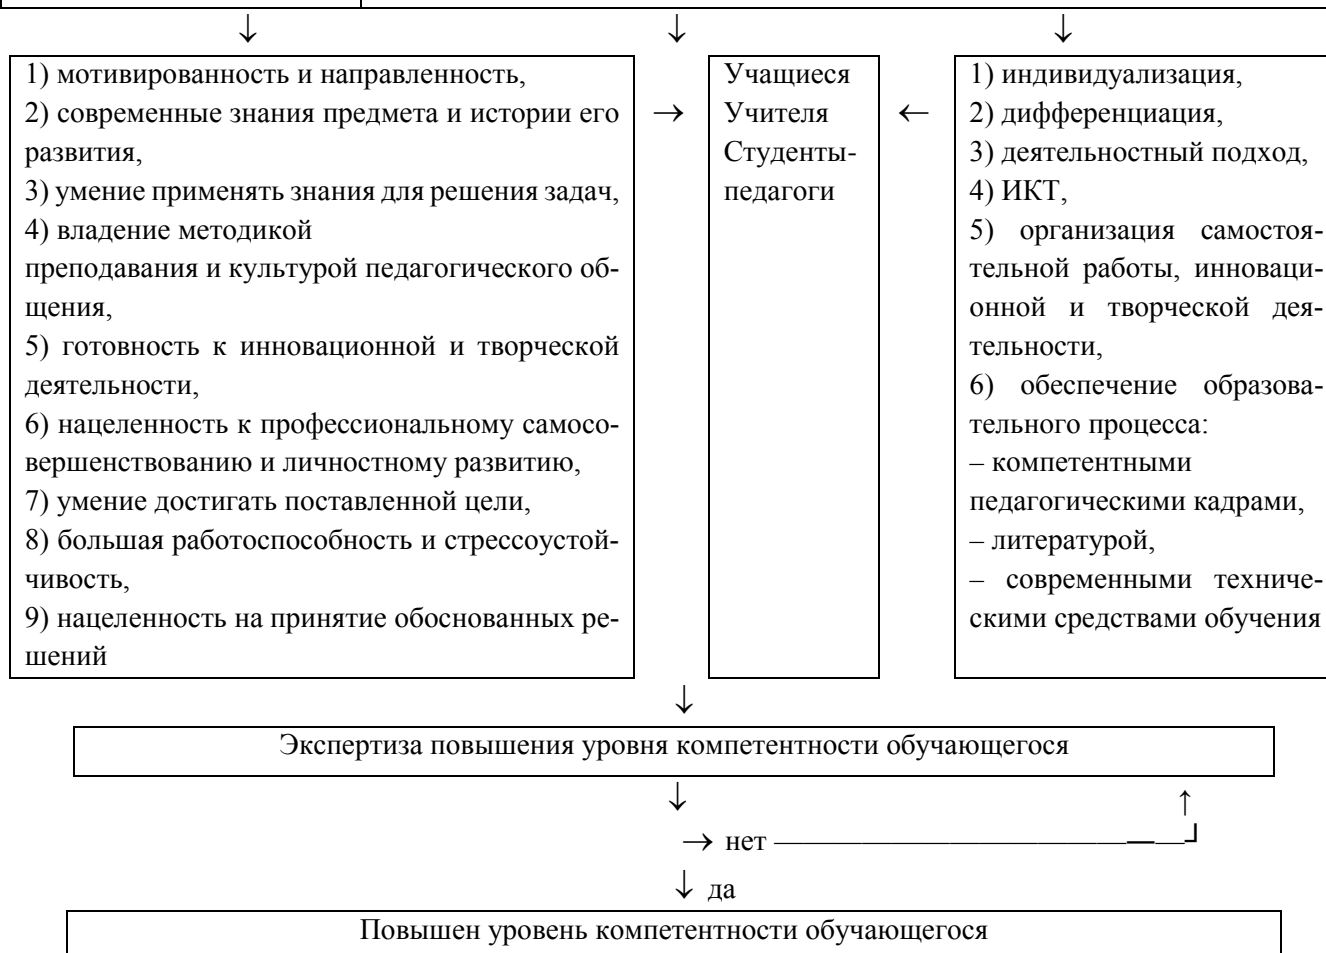 ↓ ↓ ↓
1) мотивированность и направленность,
2) современные знания предмета и истории его
развития,
3) умение применять знания для решения задач,
4) владение методикой
преподавания и культурой педагогического об-
щения,
5) готовность к инновационной и творческой
деятельности,
6) нацеленность к профессиональному самосо-
вершенствованию и личностному развитию,
7) умение достигать поставленной цели,
8) большая работоспособность и стрессоустой-
чивость,
9) нацеленность на принятие обоснованных ре-
шений
→
Учащиеся
Учителя
Студенты-
педагоги
←
1) индивидуализация,
2) дифференциация,
3) деятельностный подход,
4) ИКТ,
5) организация самостоя-
тельной работы, инноваци-
онной и творческой дея-
тельности,
6) обеспечение образова-
тельного процесса:
– компетентными
педагогическими кадрами,
– литературой,
– современными техниче-
скими средствами обучения
↓
Экспертиза повышения уровня компетентности обучающегося
↓ ↑
→ нет
↓ да
Повышен уровень компетентности обучающегося